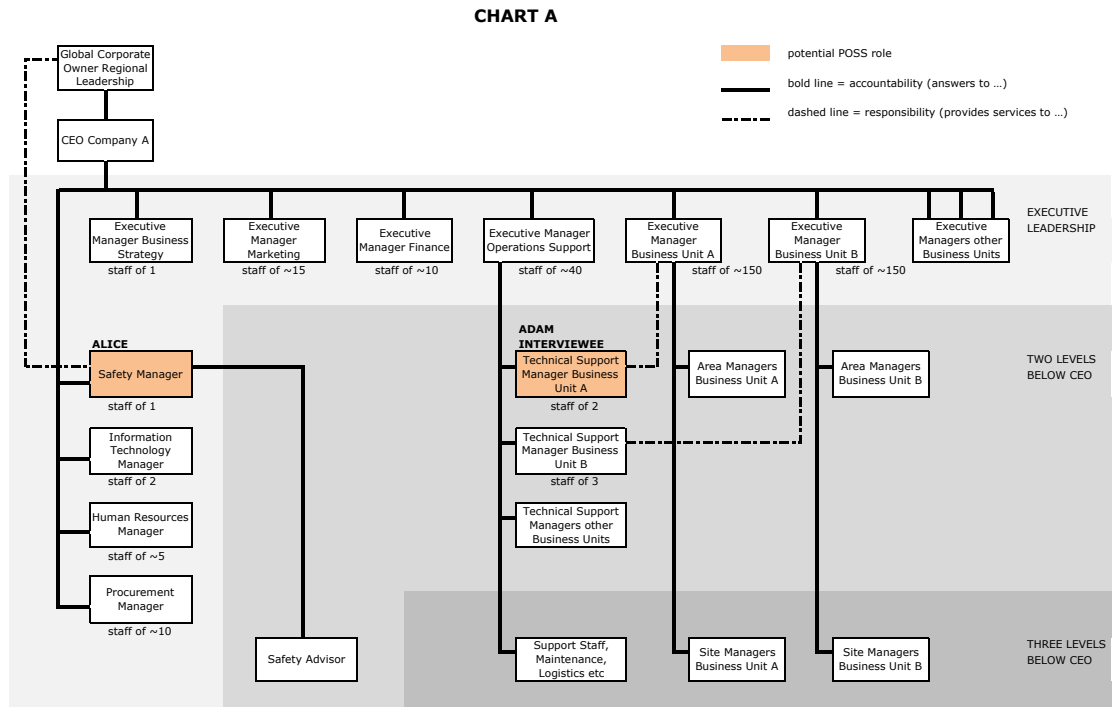 CHART A
Global Corporate
Owner Regional
Leadership
potential POSS role
bold line = accountability (answers to …)
dashed line = responsibility (provides services to …)
CEO Company A
Executive
Manager Business
Strategy
staff of 1
Executive
Manager
Marketing
staff of ~15
Executive
Manager Finance
staff of ~10
Executive Manager
Operations Support
staff of ~40
Executive
Manager
Business Unit A
staff of ~150
Executive
Manager
Business Unit B
staff of ~150
Executive
Managers other
Business Units
EXECUTIVE
LEADERSHIP
ALICE
Safety Manager
staff of 1
ADAM
INTERVIEWEE
Technical Support
Manager Business
Unit A
staff of 2
Area Managers
Business Unit A
Area Managers
Business Unit B
TWO LEVELS
BELOW CEO
Information
Technology
Manager
staff of 2
Technical Support
Manager Business
Unit B
staff of 3
Human Resources
Manager
staff of ~5
Technical Support
Managers other
Business Units
Procurement
Manager
staff of ~10
Safety Advisor
Support Staff,
Maintenance,
Logistics etc
Site Managers
Business Unit A
Site Managers
Business Unit B
THREE LEVELS
BELOW CEO